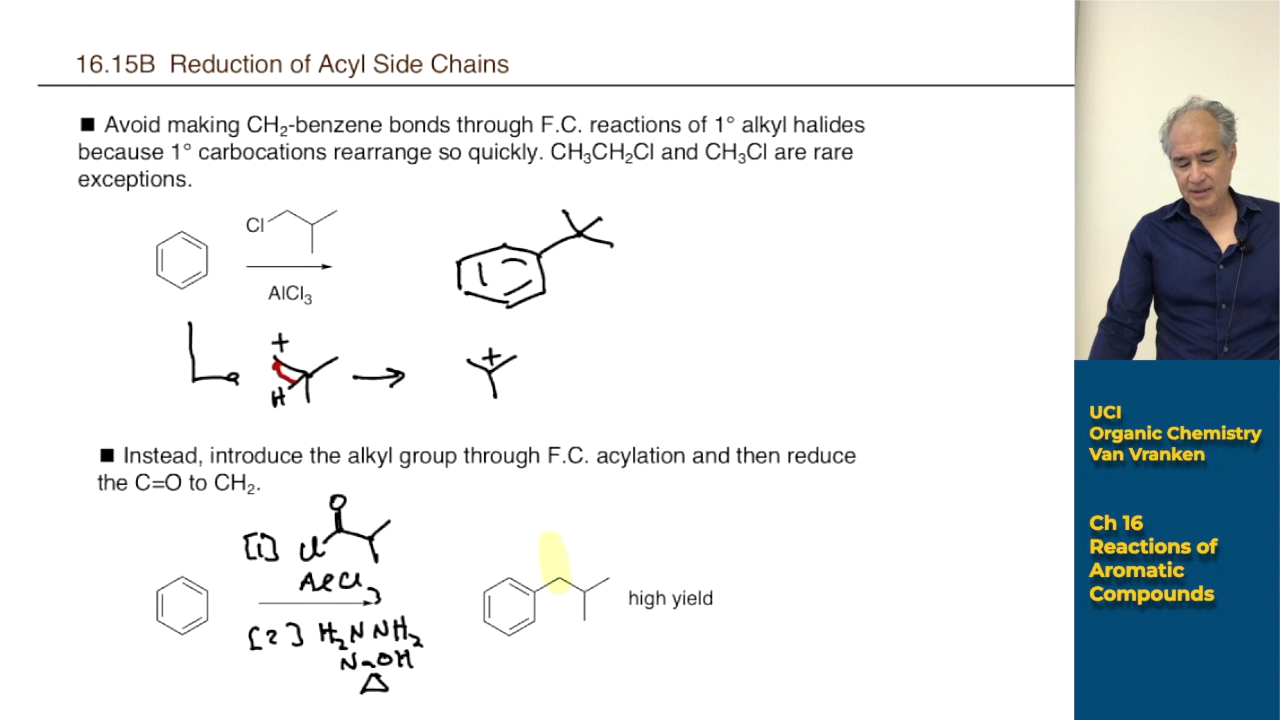 16.15B Reduction of Acyl Side Chains
■ Avoid making CH₂-benzene bonds through F.C. reactions of 1° alkyl halides
because 1° carbocations rearrange so quickly. CH₃CH₂Cl and CH₃Cl are rare
exceptions.
Cl
AlCl₃
+
H
+
■ Instead, introduce the alkyl group through F.C. acylation and then reduce
the C=O to CH₂.
O
[1] Cl
AlCl₃
high yield
[2] H₂NNH₂
NaOH
Δ
UCI
Organic Chemistry
Van Vranken
Ch 16
Reactions of
Aromatic
Compounds